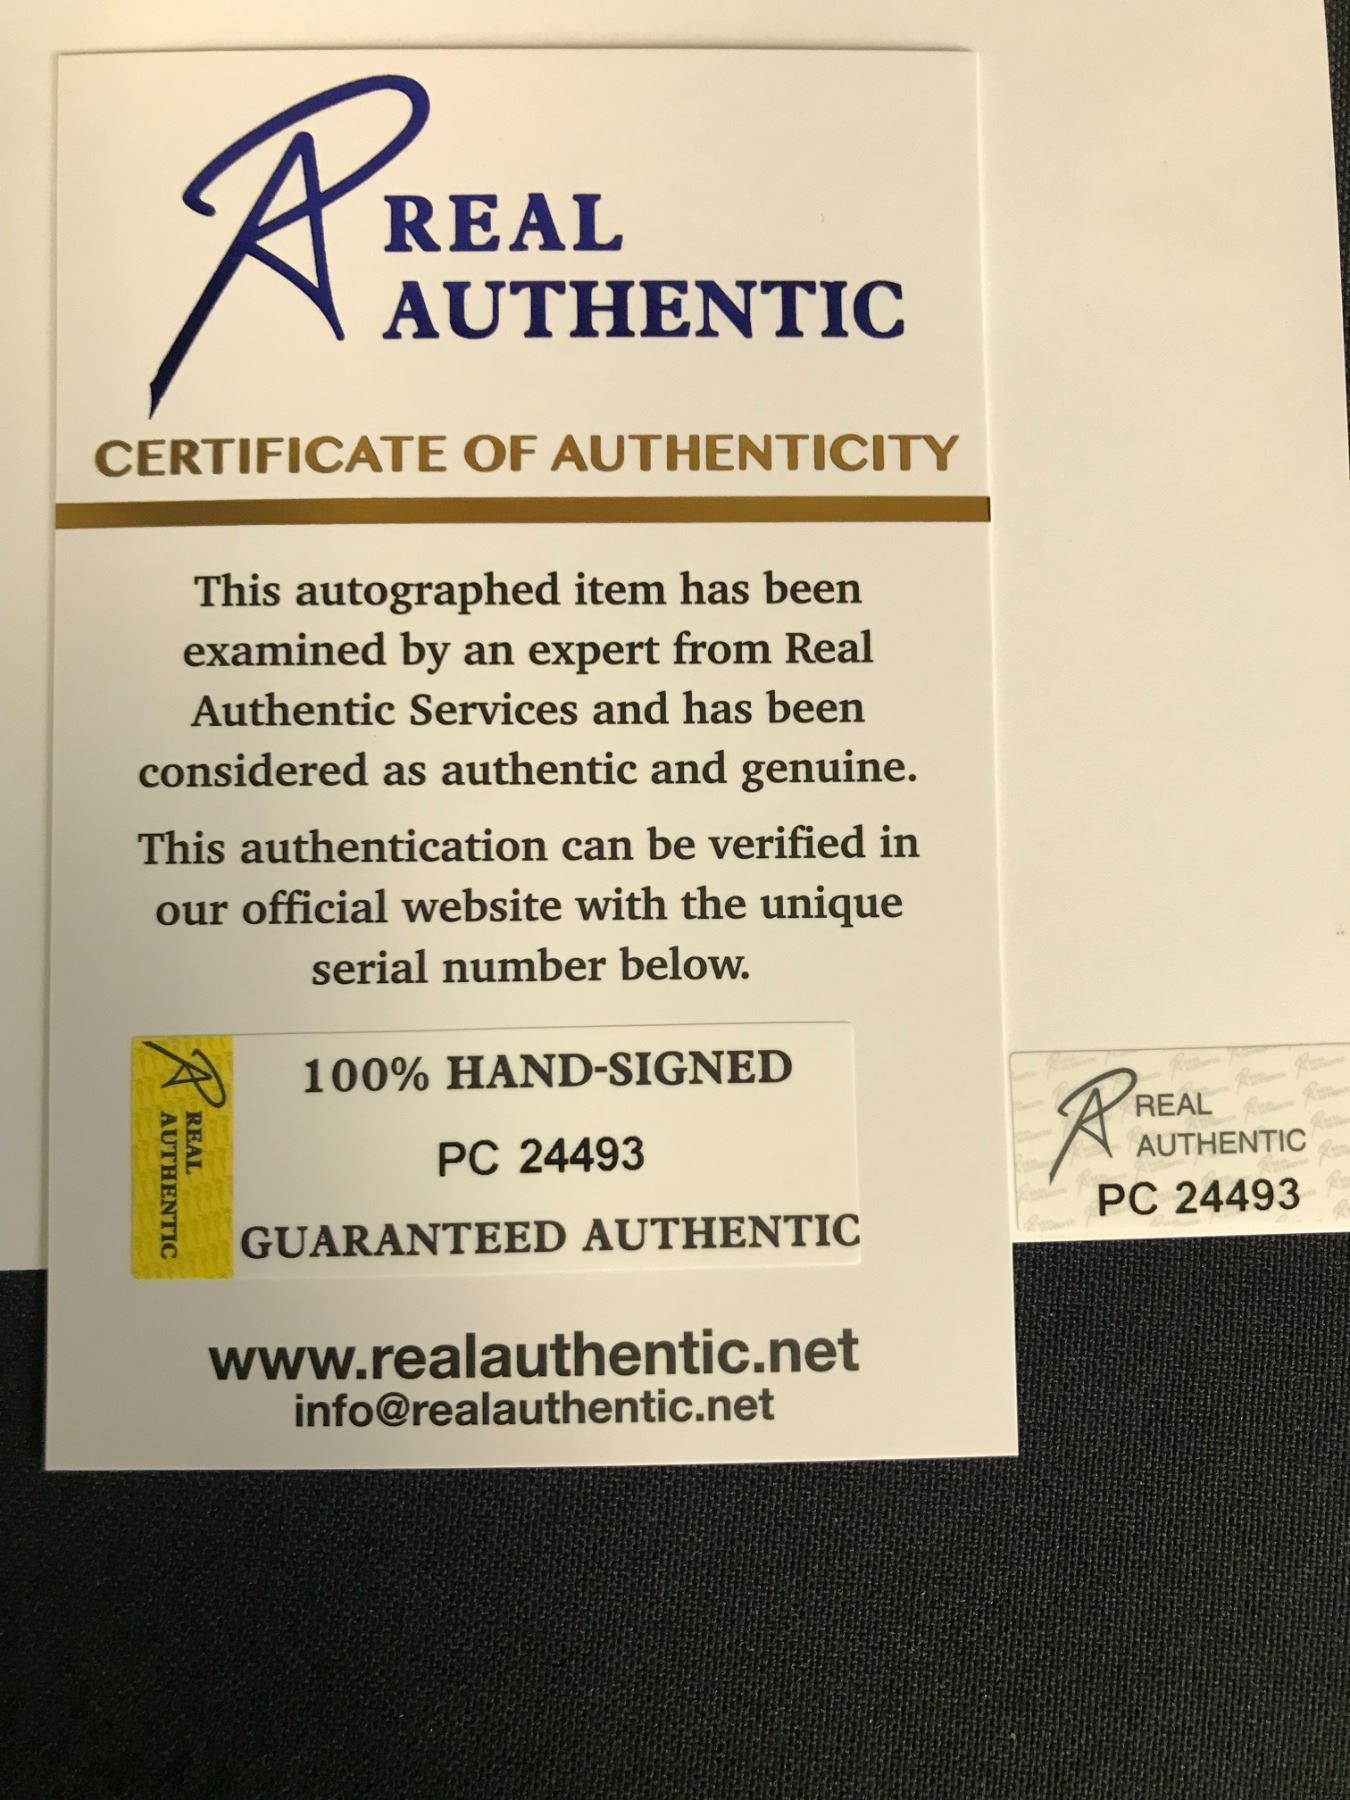 REAL
AUTHENTIC
CERTIFICATE OF AUTHENTICITY
This autographed item has been
examined by an expert from Real
Authentic Services and has been
considered as authentic and genuine.
This authentication can be verified in
our official website with the unique
serial number below.
REAL
AUTHENTIC
100% HAND-SIGNED
PC 24493
GUARANTEED AUTHENTIC
www.realauthentic.net
info@realauthentic.net
REAL
AUTHENTIC
PC 24493